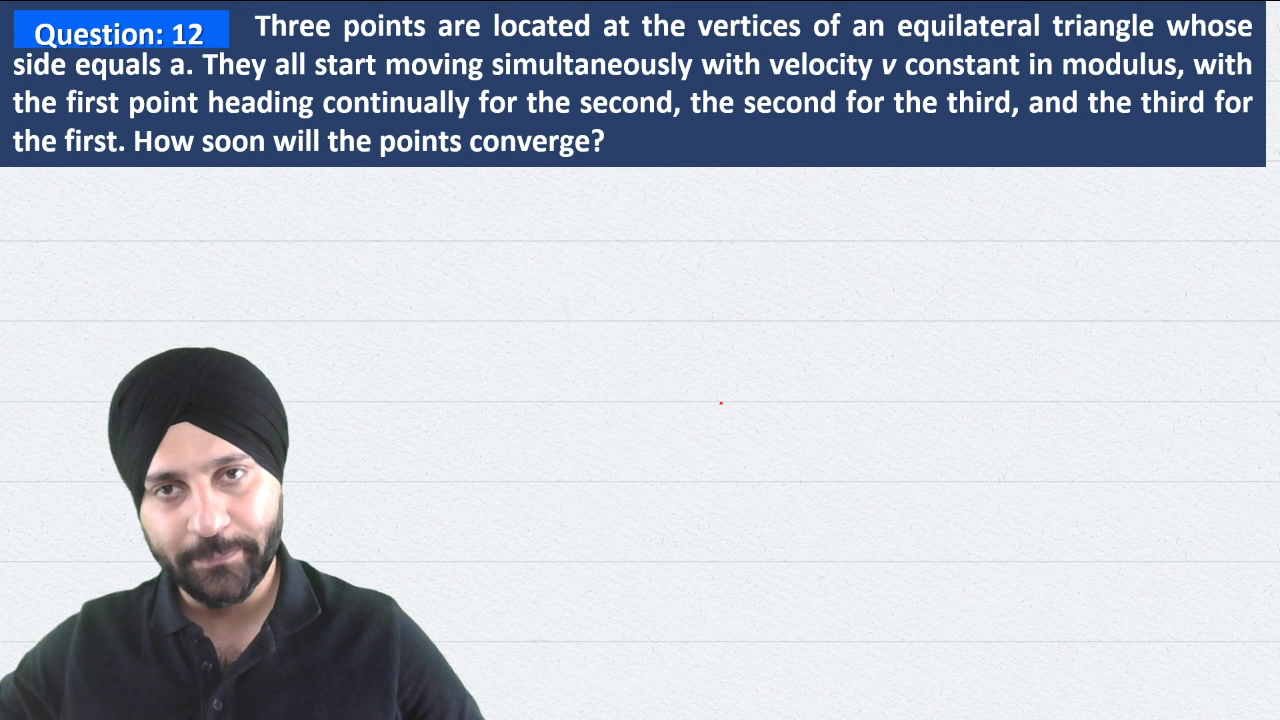 Question: 12 Three points are located at the vertices of an equilateral triangle whose
side equals a. They all start moving simultaneously with velocity v constant in modulus, with
the first point heading continually for the second, the second for the third, and the third for
the first. How soon will the points converge?